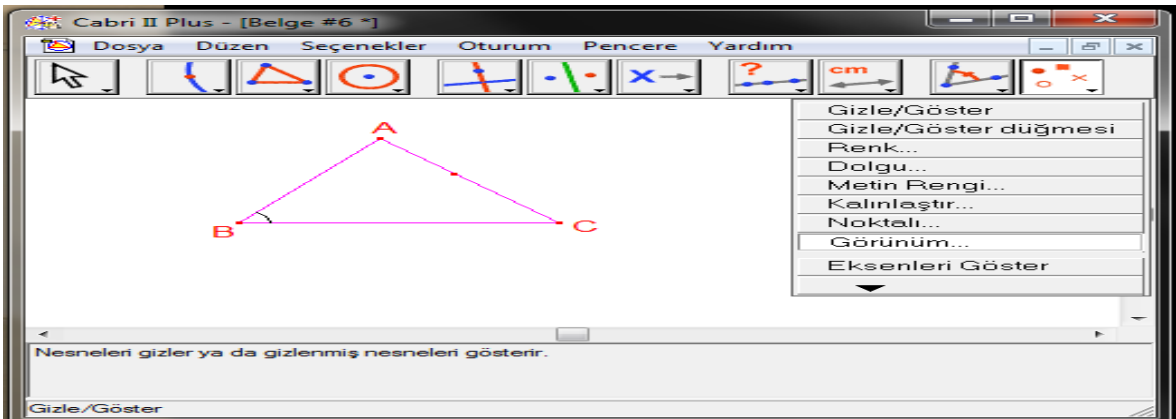 Cabri II Plus - [Belge #6 *]
Dosya Düzen Seçenekler Oturum Pencere Yardım
? cm
Gizle/Göster
Gizle/Göster düğmesi
Renk...
Dolgu...
Metin Rengi...
Kalınlaştır...
Noktalı...
Görünüm...
Eksenleri Göster
A
B
C
Nesneleri gizler ya da gizlenmiş nesneleri gösterir.
Gizle/Göster